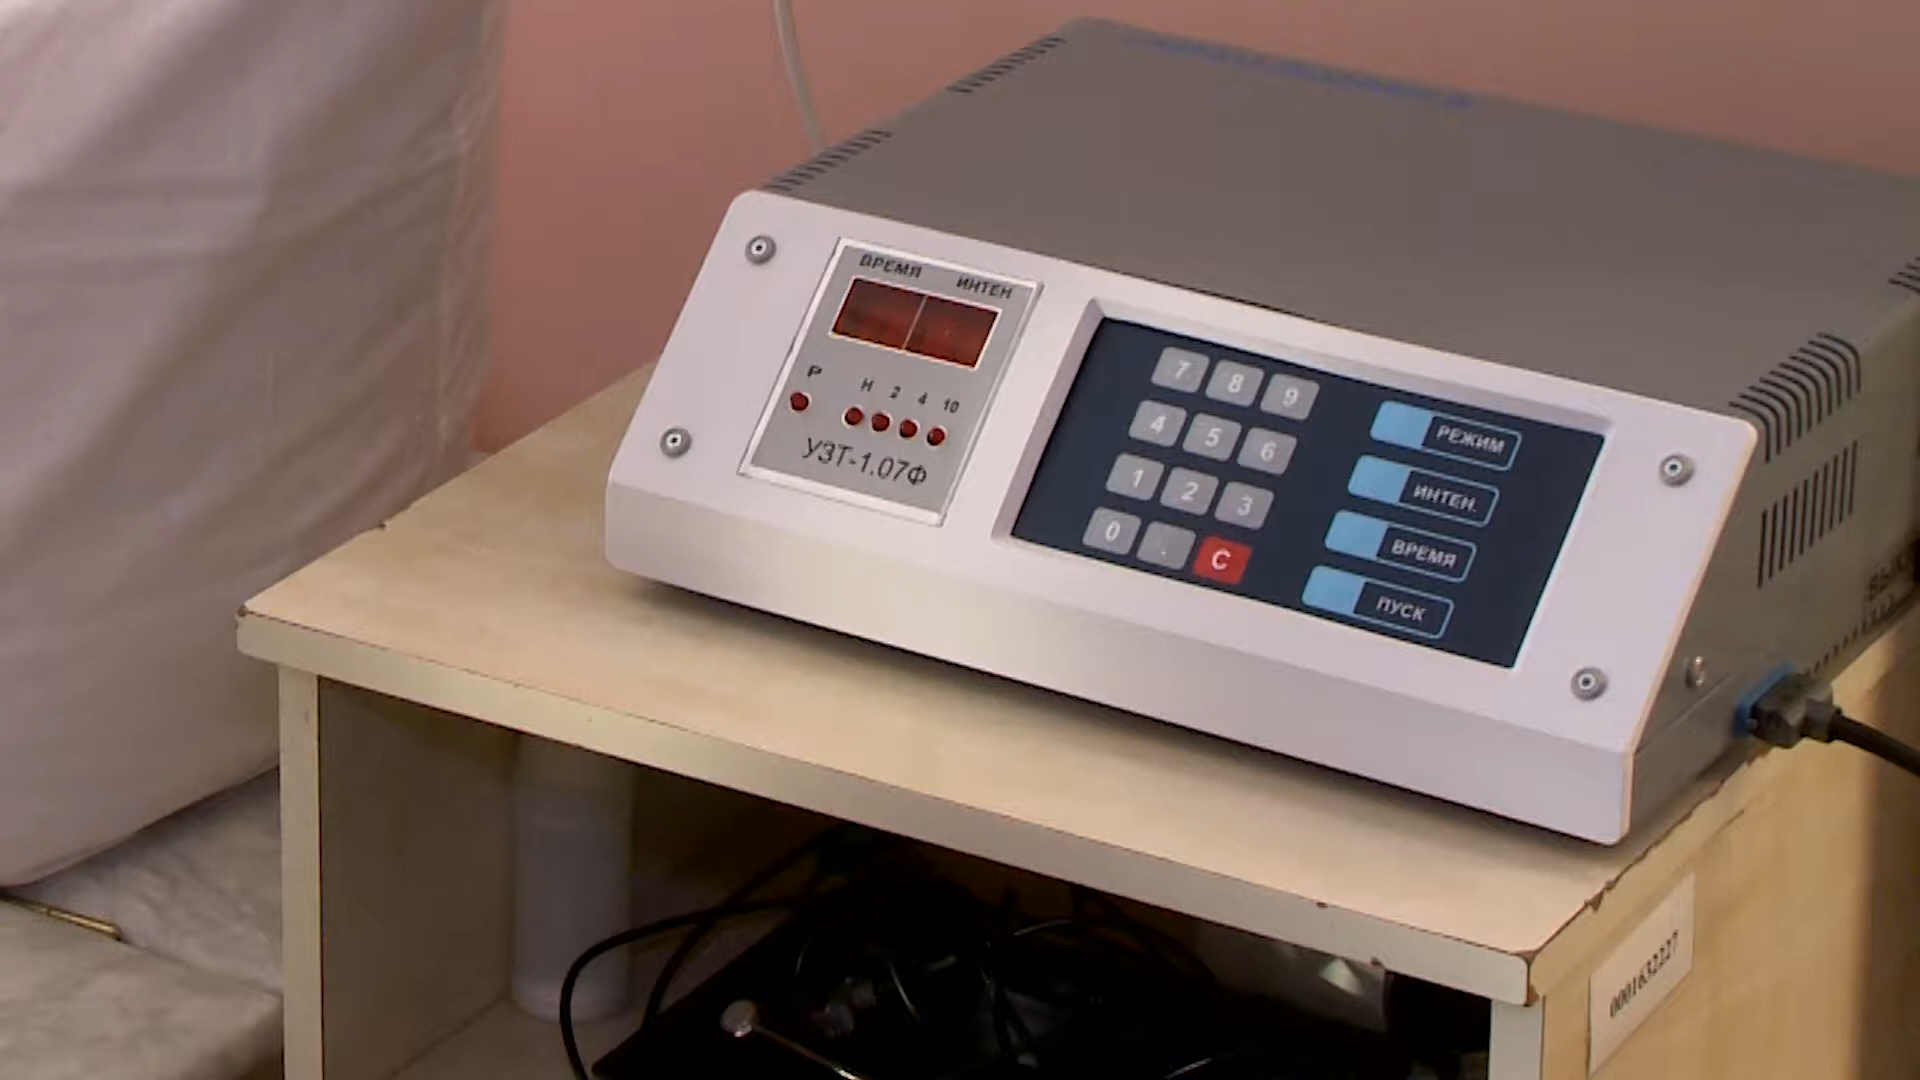 ВРЕМЯ ИНТЕН
P Н 2 4 10
УЗТ-1.07Ф
7 8 9
4 5 6
1 2 3
0 . C
РЕЖИМ
ИНТЕН.
ВРЕМЯ
ПУСК
0001632227